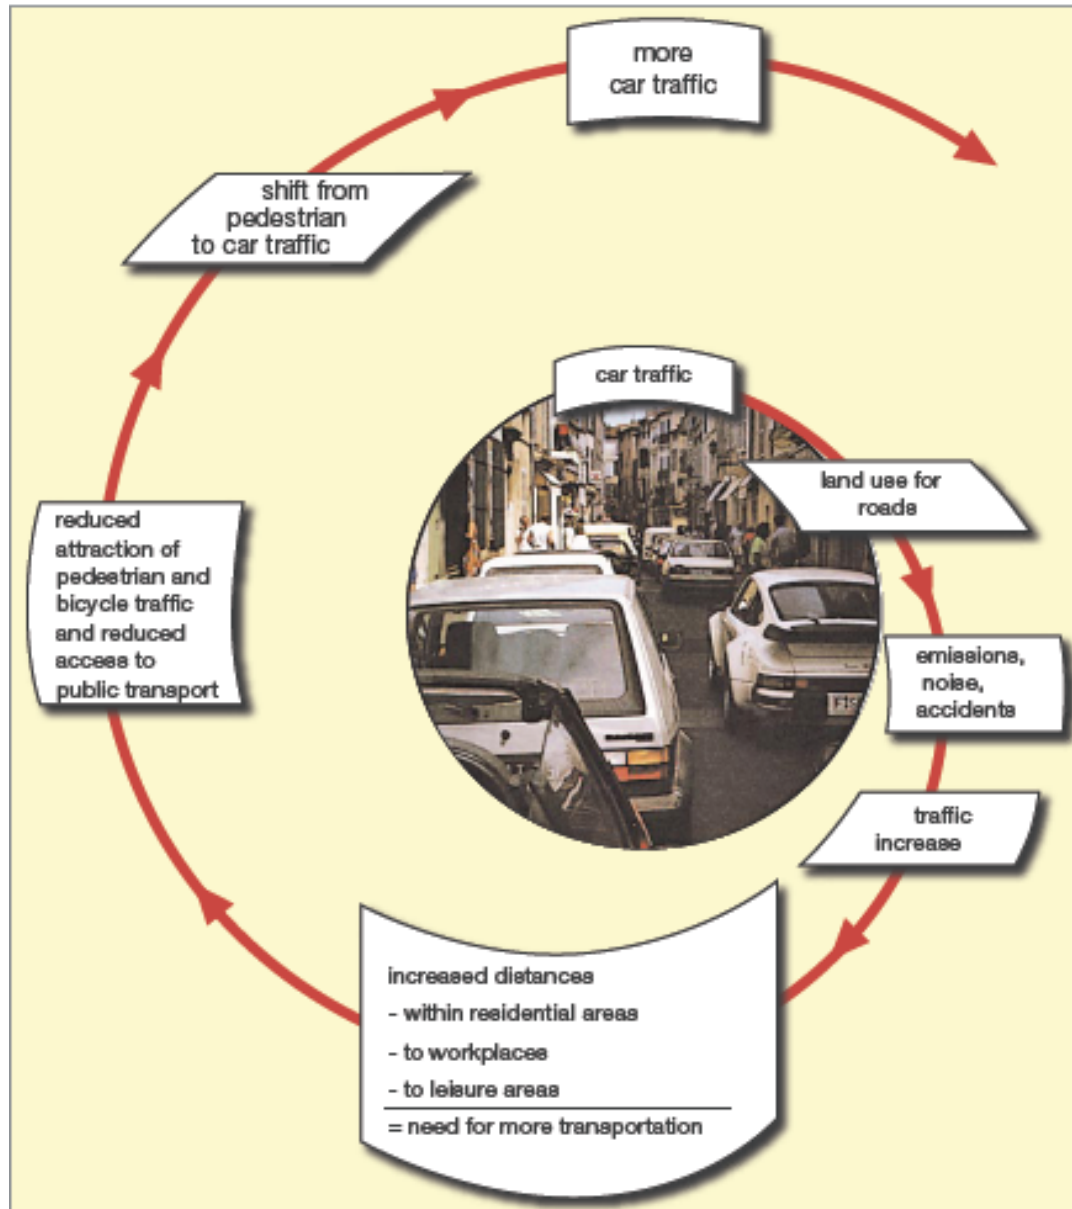 more
car traffic
shift from
pedestrian
to car traffic
car traffic
land use for
roads
emissions,
noise,
accidents
traffic
increase
increased distances
- within residential areas
- to workplaces
- to leisure areas
= need for more transportation
reduced
attraction of
pedestrian and
bicycle traffic
and reduced
access to
public transport